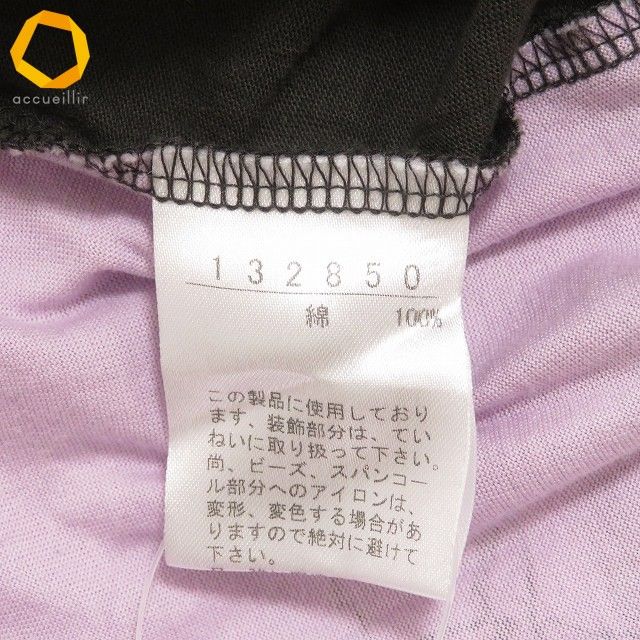 accueillir
132850
綿 100%
この製品に使用しており
ます、装飾部分は、てい
ねいに取り扱って下さい。
尚、ビーズ、スパンコー
ル部分へのアイロンは、
変形、変色する場合があ
りますので絶対に避けて
下さい。